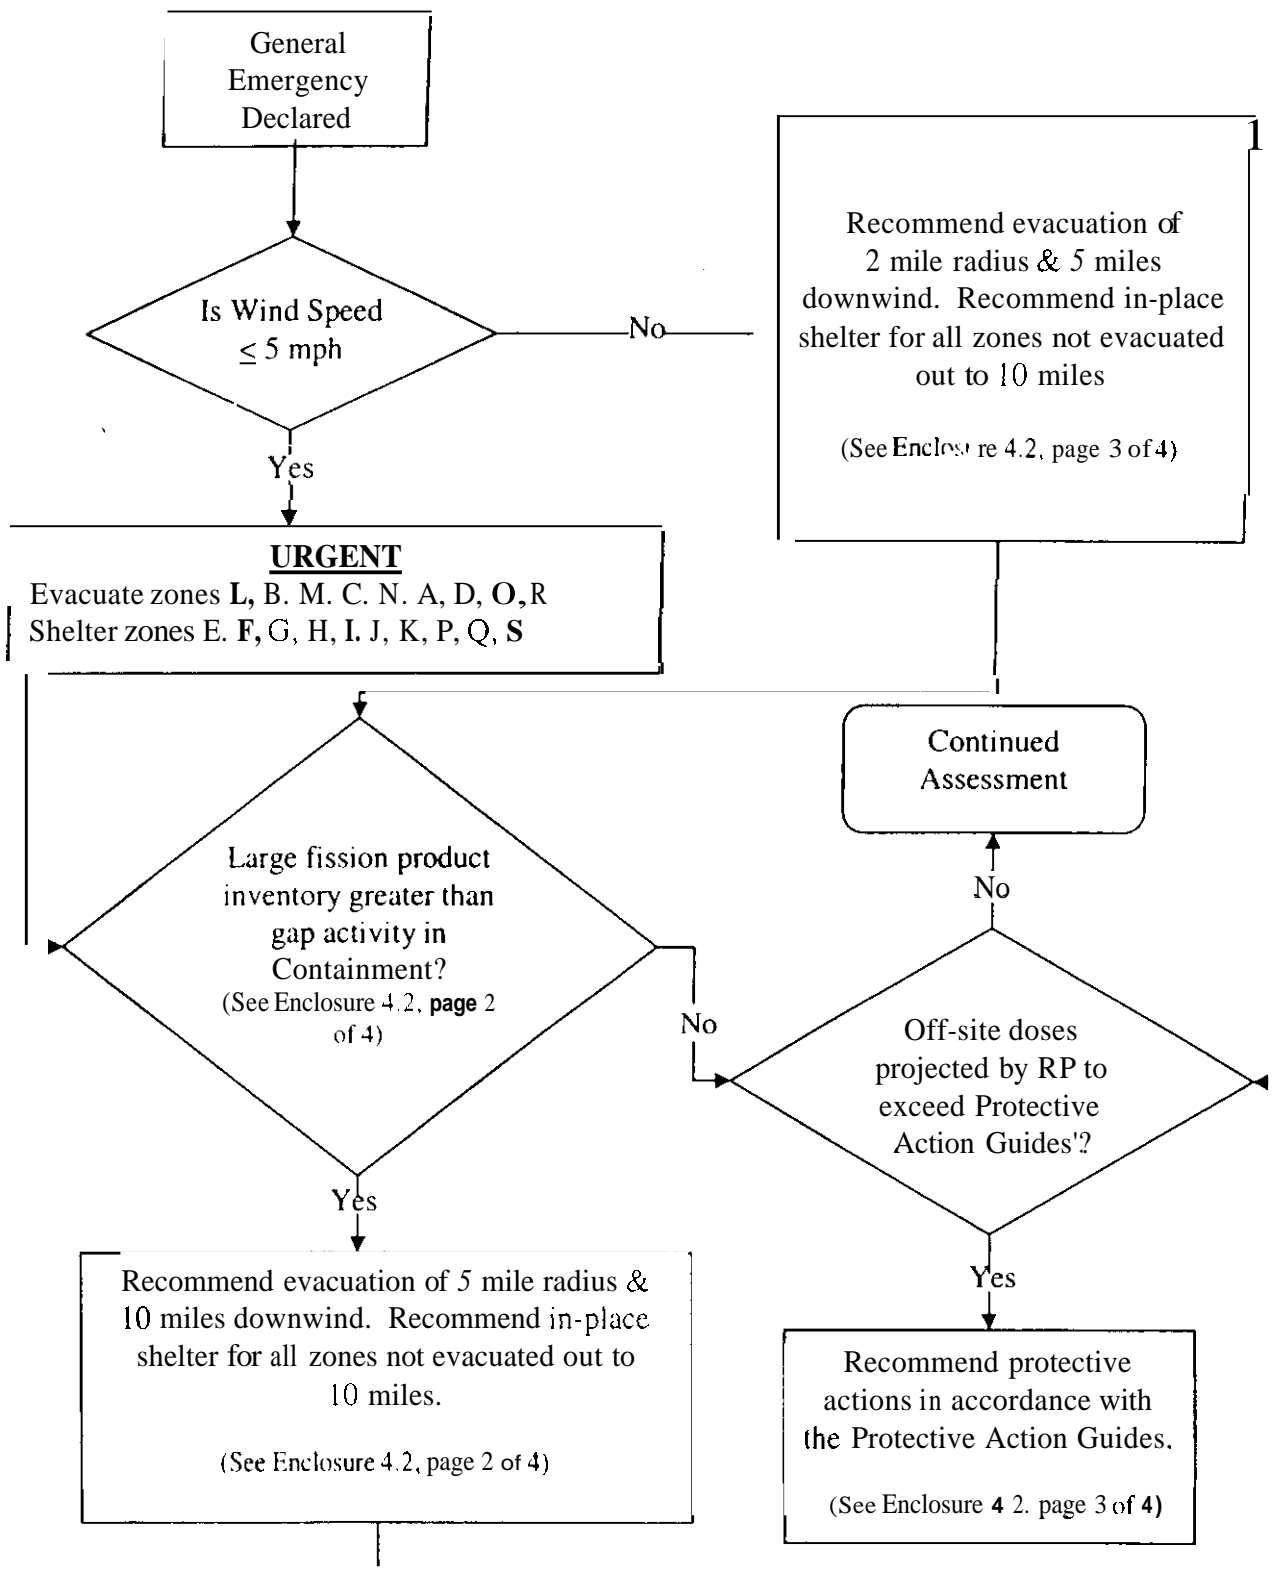 General
Emergency
Declared
Is Wind Speed
≤ 5 mph
No
Recommend evacuation of
2 mile radius & 5 miles
downwind. Recommend in-place
shelter for all zones not evacuated
out to 10 miles
(See Enclosure 4.2, page 3 of 4)
Yes
URGENT
Evacuate zones L, B. M. C. N. A, D, O, R
Shelter zones E. F, G, H, I. J, K, P, Q, S
Continued
Assessment
Large fission product
inventory greater than
gap activity in
Containment?
(See Enclosure 4.2, page 2
of 4)
No
No
Off-site doses
projected by RP to
exceed Protective
Action Guides'?
Yes
Recommend evacuation of 5 mile radius &
10 miles downwind. Recommend in-place
shelter for all zones not evacuated out to
10 miles.
(See Enclosure 4.2, page 2 of 4)
Yes
Recommend protective
actions in accordance with
the Protective Action Guides.
(See Enclosure 4 2. page 3 of 4)